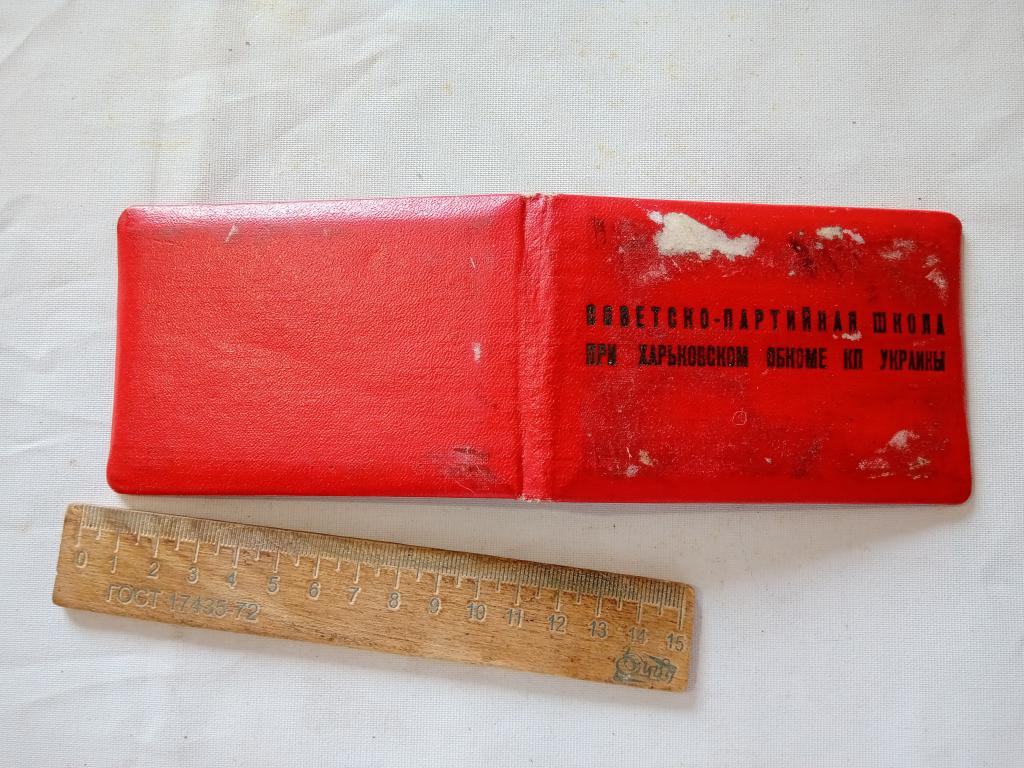 СОВЕТСКО-ПАРТИЙНАЯ ШКОЛА
ПРИ ХАРЬКОВСКОМ ОБКОМЕ КП УКРАИНЫ
0 1 2 3 4 5 6 7 8 9 10 11 12 13 14 15
ГОСТ 17435-72